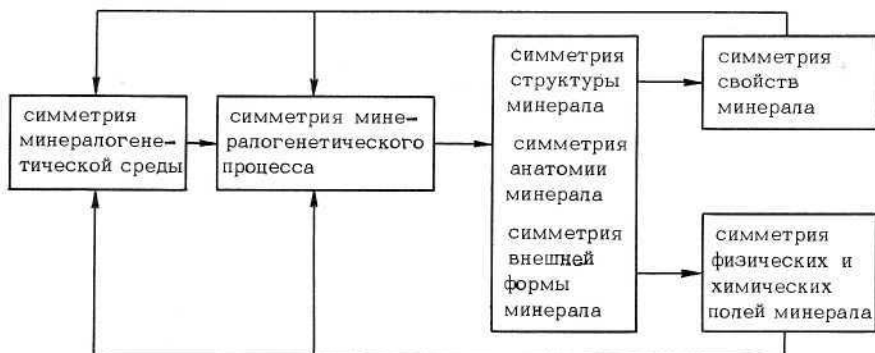 симметрия
минералогене-
тической среды
симметрия мине-
ралогенетического
процесса
симметрия
структуры
минерала
симметрия
анатомии
минерала
симметрия
внешней
формы
минерала
симметрия
свойств
минерала
симметрия
физических и
химических
полей минерала